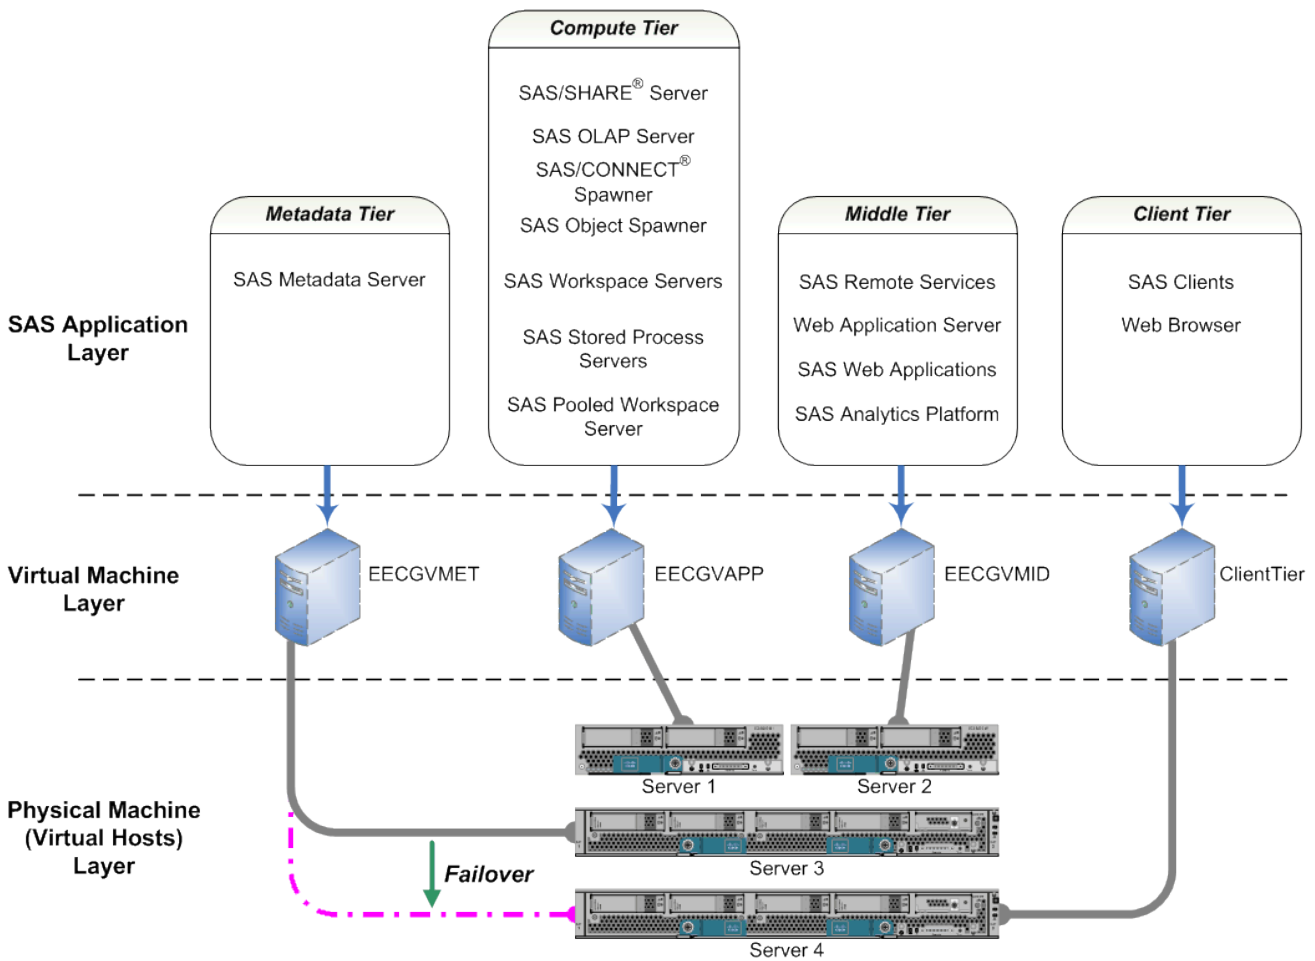 Compute Tier
SAS/SHARE® Server
SAS OLAP Server
SAS/CONNECT®
Spawner
SAS Object Spawner
SAS Workspace Servers
SAS Stored Process
Servers
SAS Pooled Workspace
Server
Metadata Tier
SAS Metadata Server
Middle Tier
SAS Remote Services
Web Application Server
SAS Web Applications
SAS Analytics Platform
Client Tier
SAS Clients
Web Browser
SAS Application
Layer
Virtual Machine
Layer
EECGVMET
EECGVAPP
EECGVMID
ClientTier
Physical Machine
(Virtual Hosts)
Layer
Server 1
Server 2
Server 3
Failover
Server 4